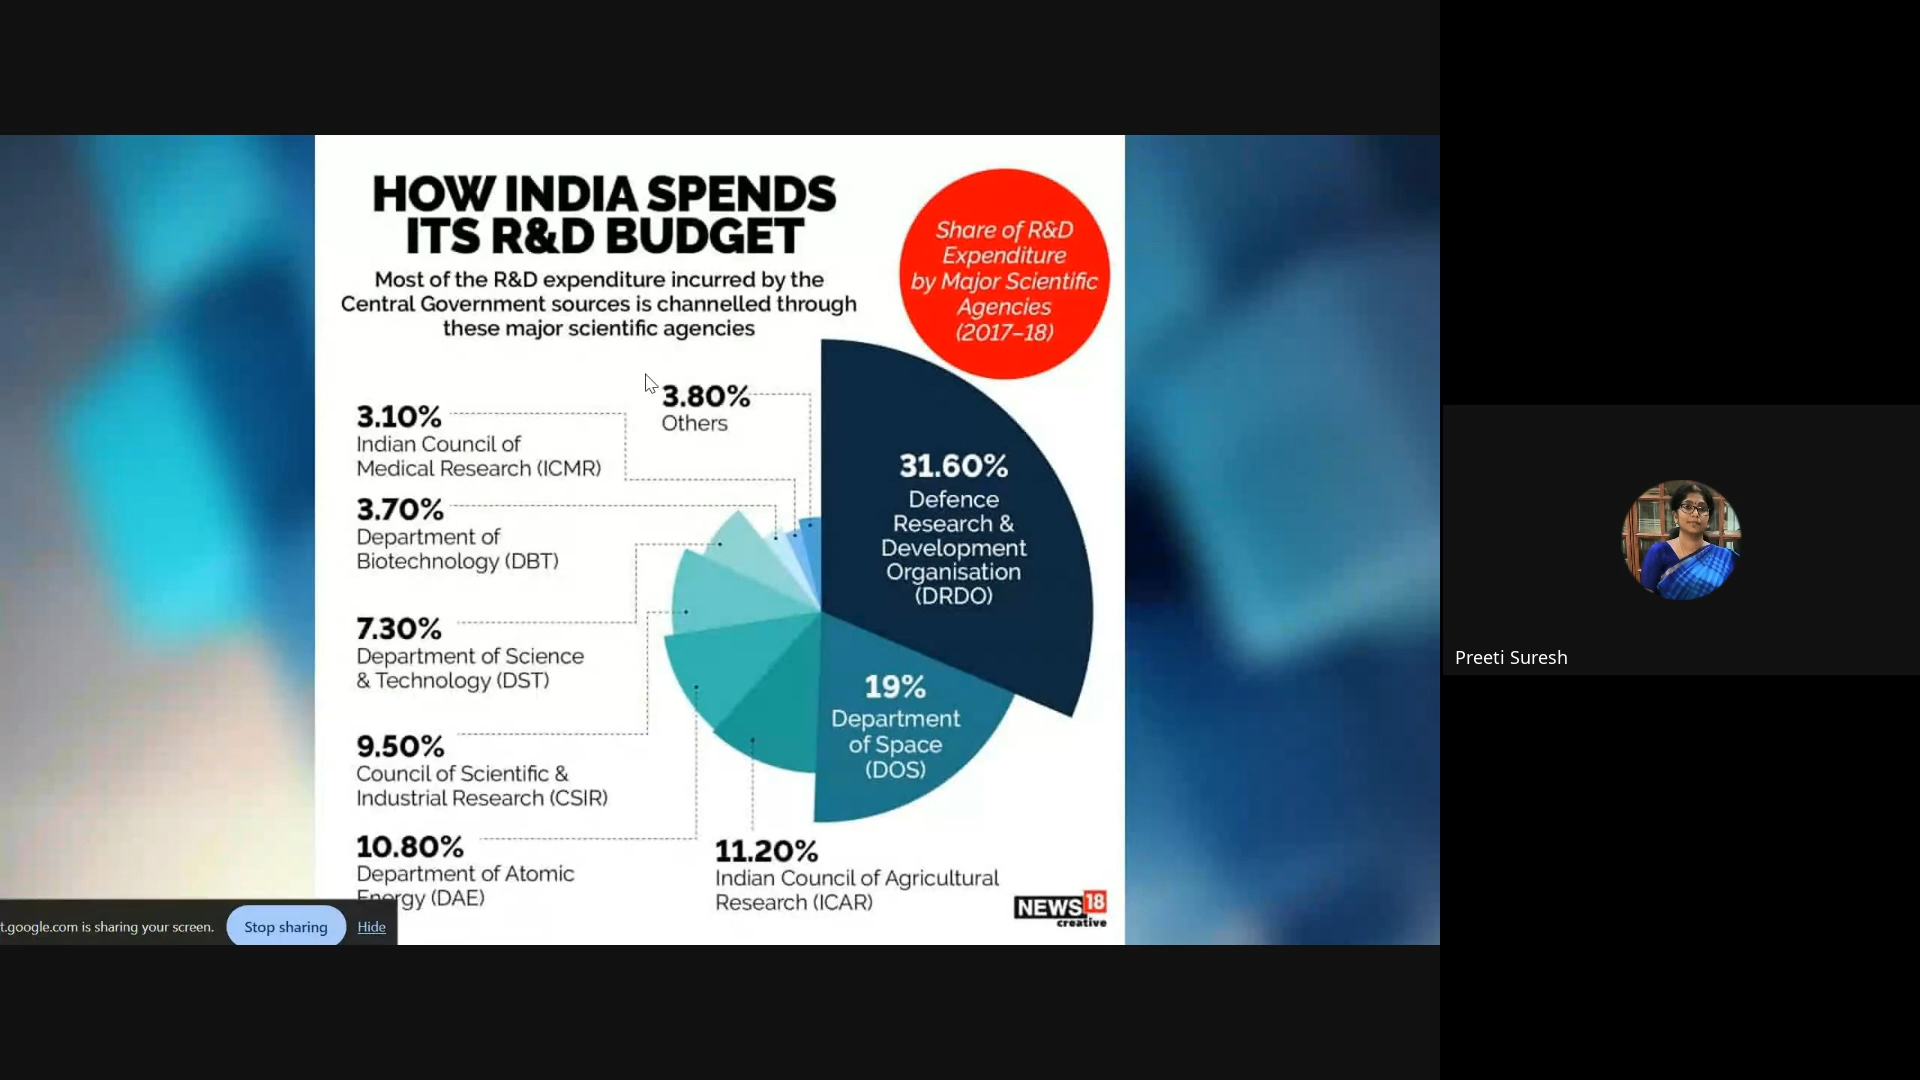 HOW INDIA SPENDS
ITS R&D BUDGET
Most of the R&D expenditure incurred by the
Central Government sources is channelled through
these major scientific agencies
Share of R&D
Expenditure
by Major Scientific
Agencies
(2017–18)
3.80%
Others
3.10%
Indian Council of
Medical Research (ICMR)
3.70%
Department of
Biotechnology (DBT)
7.30%
Department of Science
& Technology (DST)
9.50%
Council of Scientific &
Industrial Research (CSIR)
10.80%
Department of Atomic
Energy (DAE)
31.60%
Defence
Research &
Development
Organisation
(DRDO)
19%
Department
of Space
(DOS)
11.20%
Indian Council of Agricultural
Research (ICAR)
NEWS18
creative
t.google.com is sharing your screen.
Stop sharing
Hide
Preeti Suresh